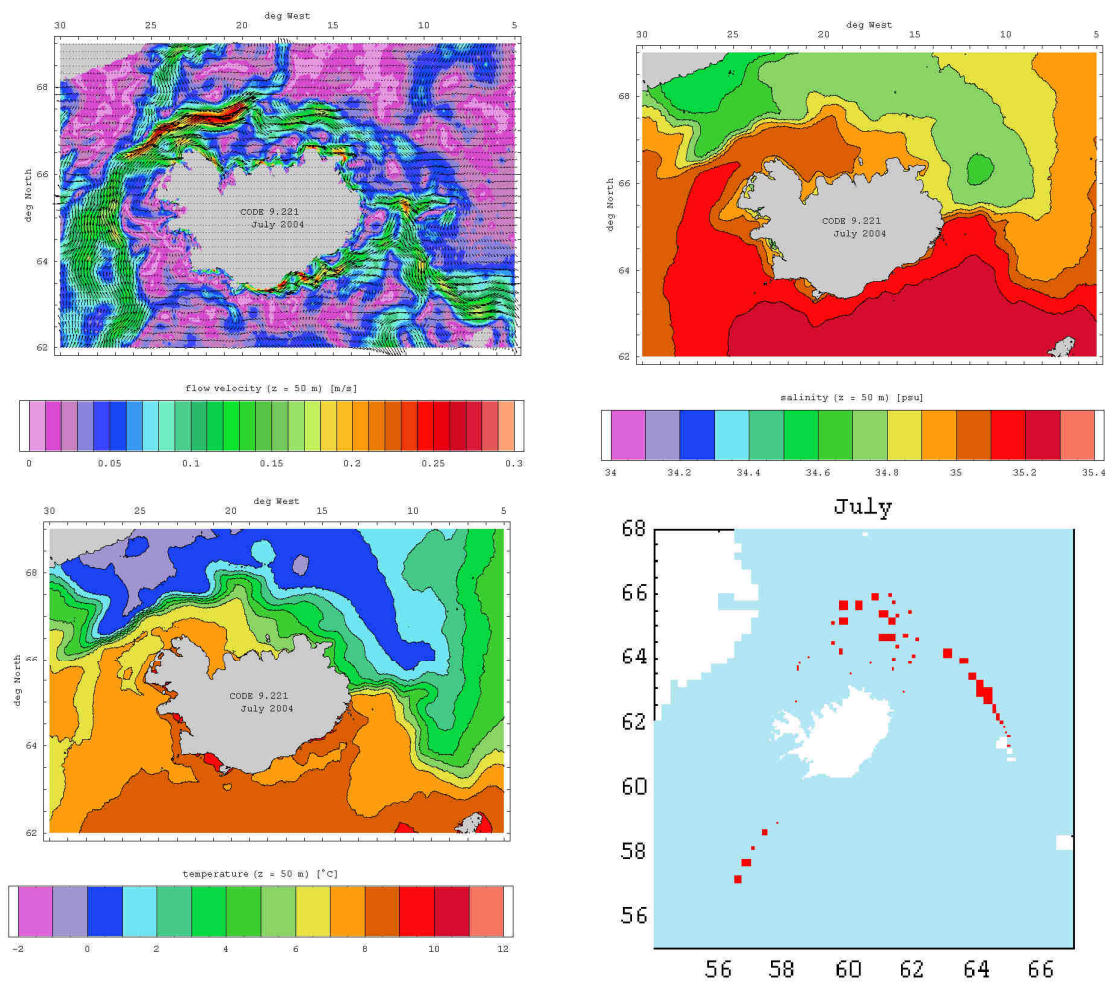 deg West
30 25 20 15 10 5
68
66
64
62
deg North
CODE 9.221
July 2004
flow velocity (z = 50 m) [m/s]
0 0.05 0.1 0.15 0.2 0.25 0.3
deg West
30 25 20 15 10 5
68
66
64
62
deg North
CODE 9.221
July 2004
salinity (z = 50 m) [psu]
34 34.2 34.4 34.6 34.8 35 35.2 35.4
deg West
30 25 20 15 10 5
68
66
64
62
deg North
CODE 9.221
July 2004
temperature (z = 50 m) [°C]
-2 0 2 4 6 8 10 12
July
68
66
64
62
60
58
56
56 58 60 62 64 66